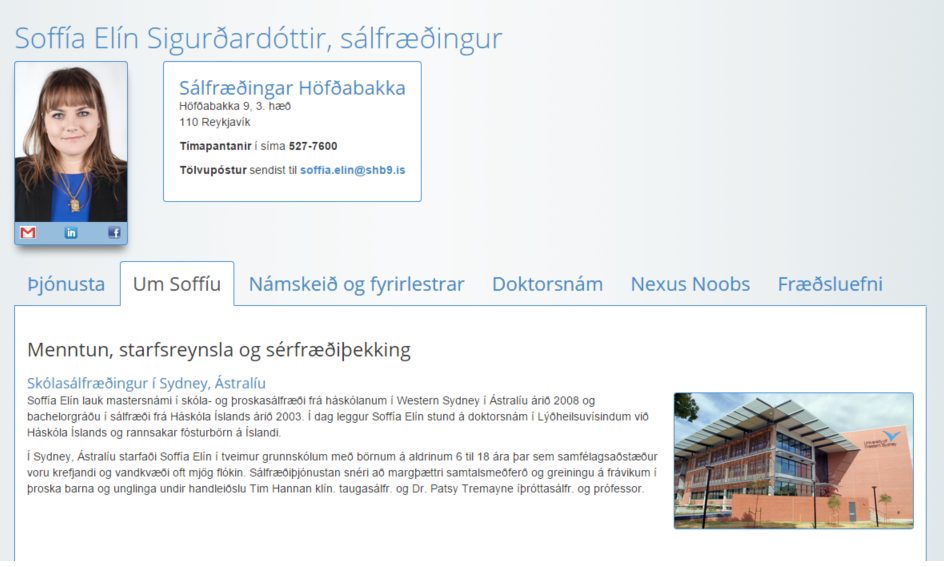 Soffía Elín Sigurðardóttir, sálfræðingur
Sálfræðingar Höfðabakka
Höfðabakka 9, 3. hæð
110 Reykjavík
Tímapantanir í síma 527-7600
Tölvupóstur sendist til soffia.elin@shb9.is
Þjónusta
Um Soffíu
Námskeið og fyrirlestrar
Doktorsnám
Nexus Noobs
Fræðsluefni
Menntun, starfsreynsla og sérfræðiþekking
Skólasálfræðingur í Sydney, Ástralíu
Soffía Elín lauk mastersnámi í skóla- og þroskasálfræði frá háskólanum í Western Sydney í Ástralíu árið 2008 og
bachelorgráðu í sálfræði frá Háskóla Íslands árið 2003. Í dag leggur Soffía Elín stund á doktorsnám í Lýðheilsuvísindum við
Háskóla Íslands og rannsakar fósturbörn á Íslandi.
Í Sydney, Ástralíu starfaði Soffía Elín í tveimur grunnskólum með börnum á aldrinum 6 til 18 ára þar sem samfélagsaðstæður
voru krefjandi og vandkvæði oft mjög flókin. Sálfræðiþjónustan snéri að margþættri samtalsmeðferð og greiningu á frávikum í
þroska barna og unglinga undir handleiðslu Tim Hannan klín. taugasálfr. og Dr. Patsy Tremayne íþróttasálfr. og prófessor.
University of
Western Sydney